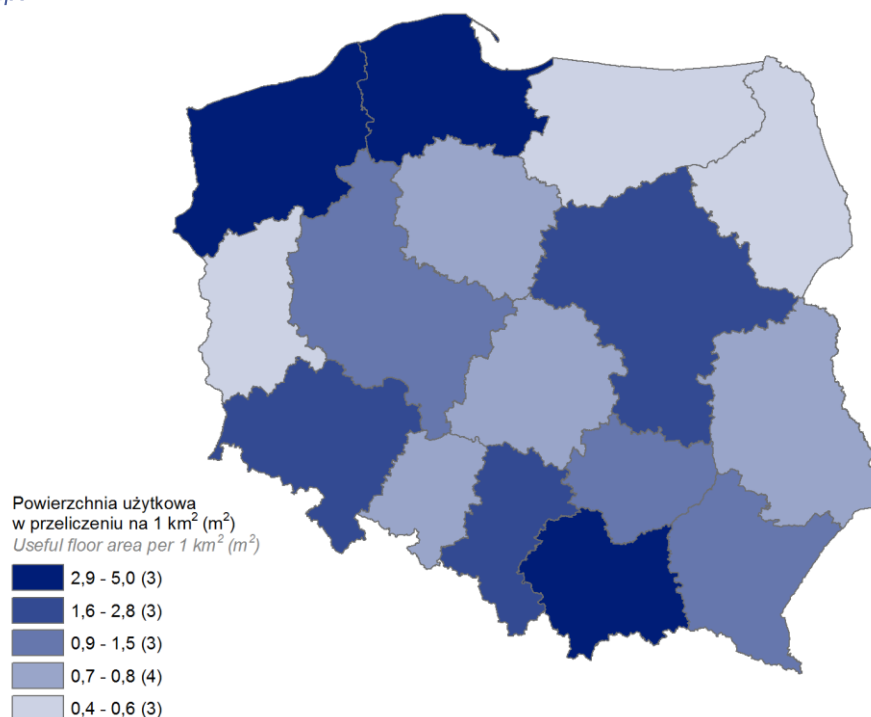 Powierzchnia użytkowa
w przeliczeniu na 1 km² (m²)
Useful floor area per 1 km² (m²)
2,9 - 5,0 (3)
1,6 - 2,8 (3)
0,9 - 1,5 (3)
0,7 - 0,8 (4)
0,4 - 0,6 (3)